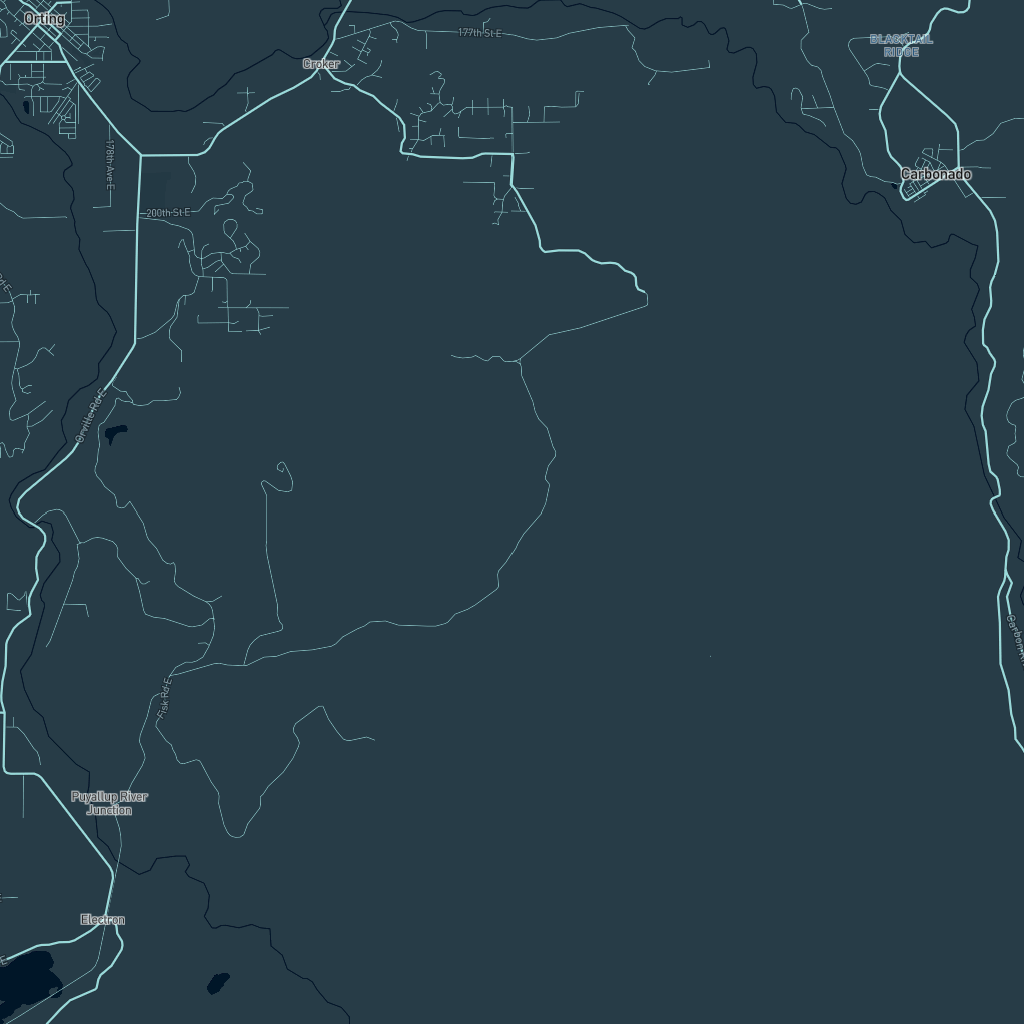 Orting
177th St E
BLACKTAIL
RIDGE
Croker
178th Ave E
Carbonado
200th St E
Orville Rd E
Fisk Rd E
Puyallup River
Junction
Electron